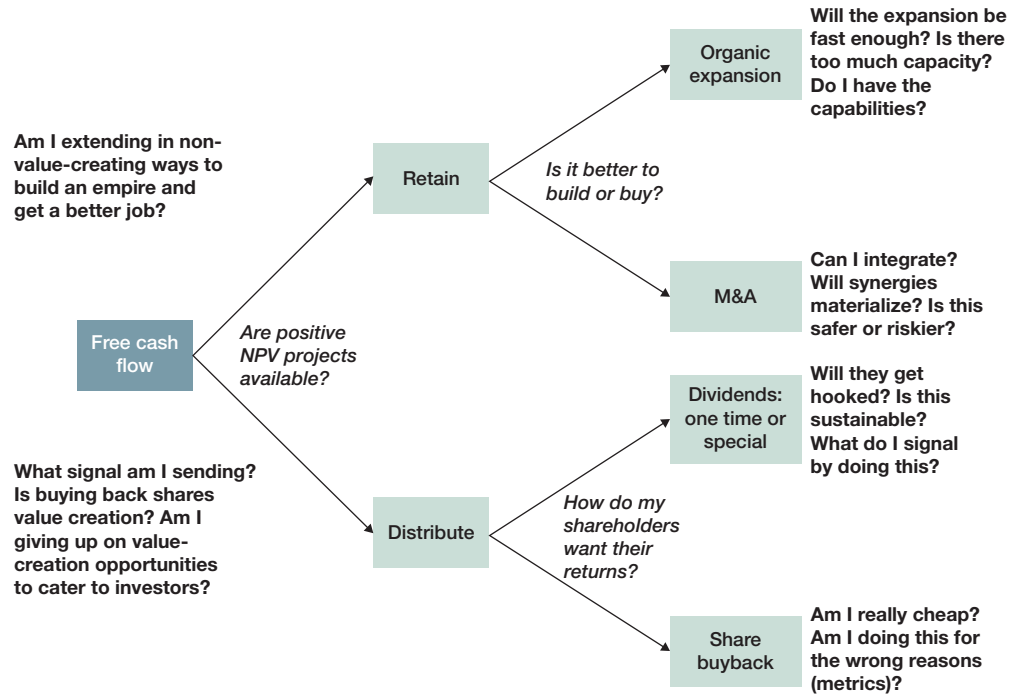 Will the expansion be
fast enough? Is there
too much capacity?
Do I have the
capabilities?
Organic
expansion
Am I extending in non-
value-creating ways to
build an empire and
get a better job?
Retain
Is it better to
build or buy?
M&A
Can I integrate?
Will synergies
materialize? Is this
safer or riskier?
Free cash
flow
Are positive
NPV projects
available?
Dividends:
one time or
special
Will they get
hooked? Is this
sustainable?
What do I signal
by doing this?
What signal am I sending?
Is buying back shares
value creation? Am I
giving up on value-
creation opportunities
to cater to investors?
Distribute
How do my
shareholders
want their
returns?
Share
buyback
Am I really cheap?
Am I doing this for
the wrong reasons
(metrics)?